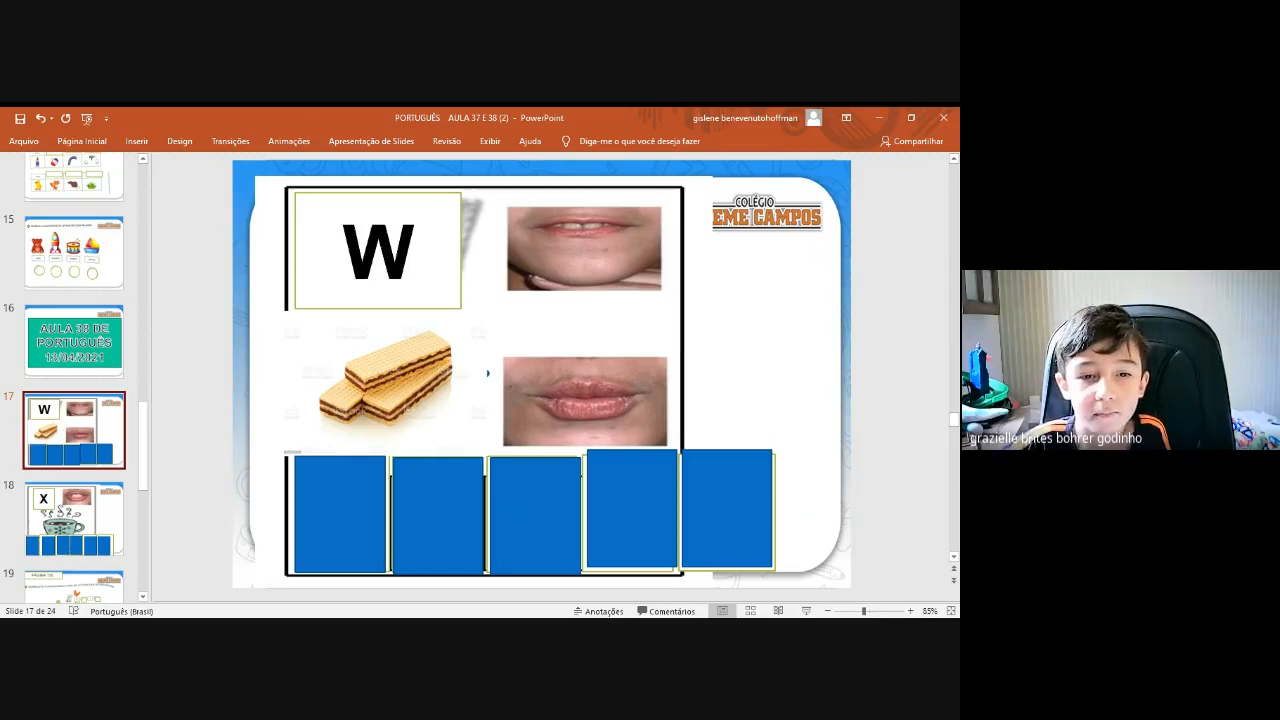 PORTUGUÊS AULA 37 E 38 (2) - PowerPoint
gislene benevenutohoffman
Arquivo Página Inicial Inserir Design Transições Animações Apresentação de Slides Revisão Exibir Ajuda Diga-me o que você deseja fazer Compartilhar
15
16
AULA 38 DE
PORTUGUÊS
13/04/2021
17
W
18
X
19
W
COLÉGIO
EME CAMPOS
grazielle brites bohrer godinho
Slide 17 de 24 Português (Brasil) Anotações Comentários 85%